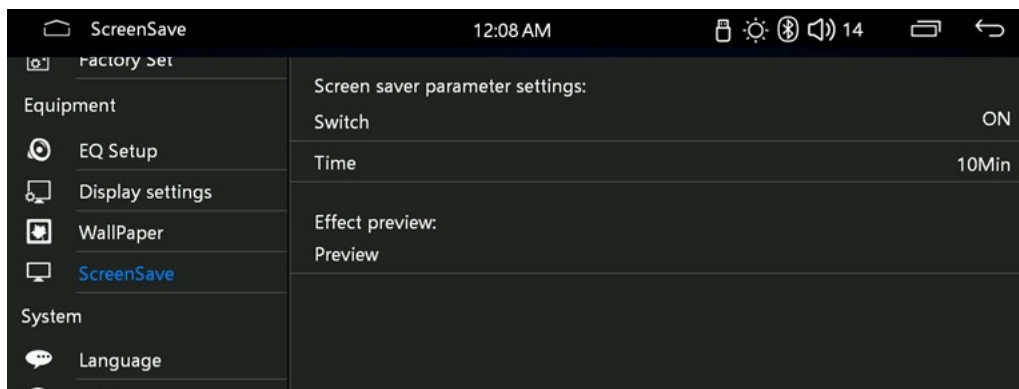 ScreenSave 12:08 AM 14
Factory Set
Equipment
EQ Setup
Display settings
WallPaper
ScreenSave
System
Language
Screen saver parameter settings:
Switch ON
Time 10Min
Effect preview:
Preview